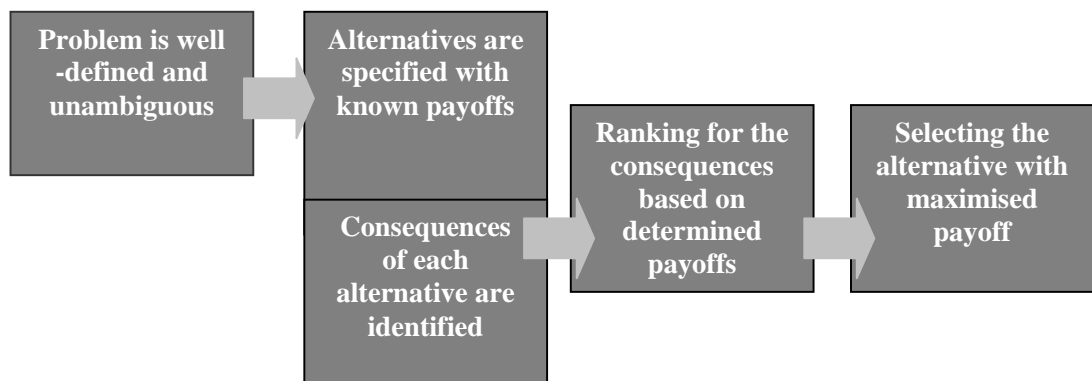 Problem is well
-defined and
unambiguous
Alternatives are
specified with
known payoffs
Consequences
of each
alternative are
identified
Ranking for the
consequences
based on
determined
payoffs
Selecting the
alternative with
maximised
payoff